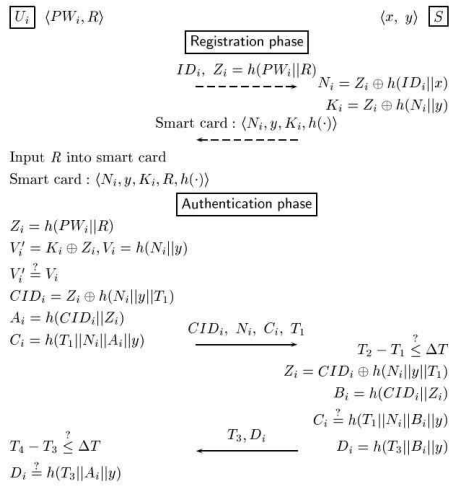 U_i ⟨PW_i, R⟩ ⟨x, y⟩ S
Registration phase
ID_i, Z_i = h(PW_i||R)
N_i = Z_i ⊕ h(ID_i||x)
K_i = Z_i ⊕ h(N_i||y)
Smart card : ⟨N_i, y, K_i, h(·)⟩
Input R into smart card
Smart card : ⟨N_i, y, K_i, R, h(·)⟩
Authentication phase
Z_i = h(PW_i||R)
V_i' = K_i ⊕ Z_i, V_i = h(N_i||y)
V_i' ≟ V_i
CID_i = Z_i ⊕ h(N_i||y||T_1)
A_i = h(CID_i||Z_i)
C_i = h(T_1||N_i||A_i||y)
CID_i, N_i, C_i, T_1
T_2 − T_1 ≤? ΔT
Z_i = CID_i ⊕ h(N_i||y||T_1)
B_i = h(CID_i||Z_i)
C_i ≟ h(T_1||N_i||B_i||y)
D_i = h(T_3||B_i||y)
T_3, D_i
T_4 − T_3 ≤? ΔT
D_i ≟ h(T_3||A_i||y)